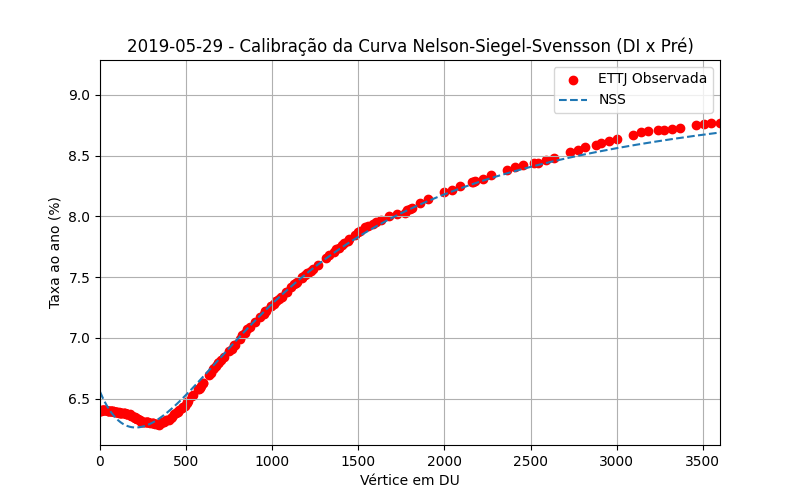 2019-05-29 - Calibração da Curva Nelson-Siegel-Svensson (DI x Pré)
ETTJ Observada
NSS
Taxa ao ano (%)
9.0
8.5
8.0
7.5
7.0
6.5
0 500 1000 1500 2000 2500 3000 3500
Vértice em DU